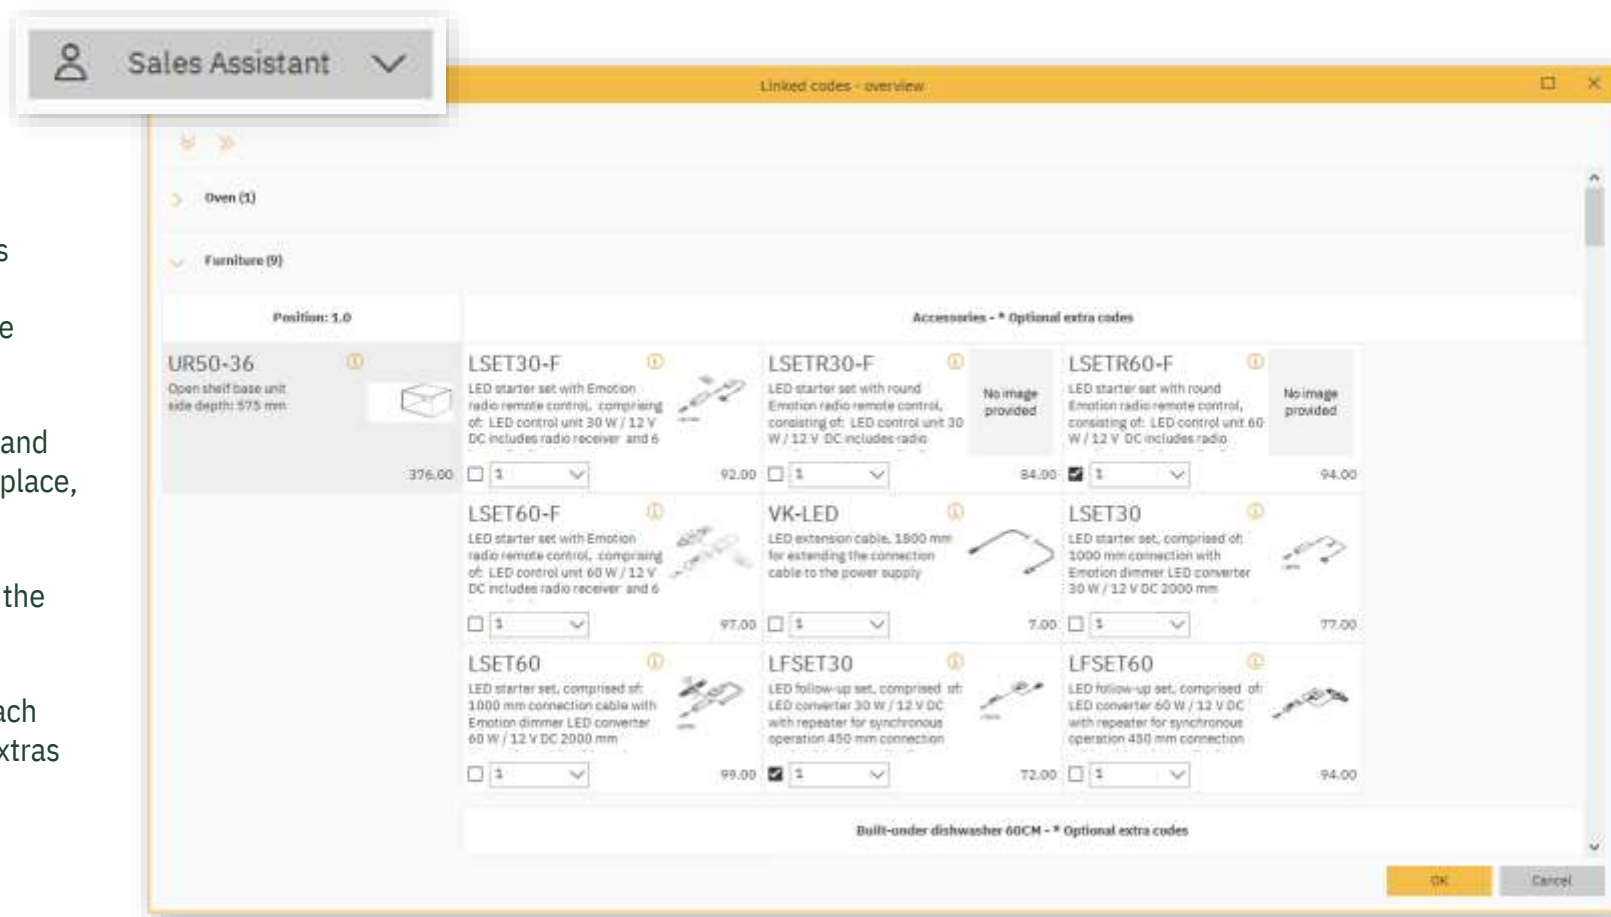 Sales Assistant
Linked codes - overview
s
e
and
place,
the
ach
xtras
Oven (1)
Furniture (9)
Position: 1.0
Accessories - * Optional extra codes
UR50-36
Open shelf base unit
side depth: 575 mm
376.00
LSET30-F
LED starter set with Emotion
radio remote control, comprising
of: LED control unit 30 W / 12 V
DC includes radio receiver and 6
1
92.00
LSETR30-F
LED starter set with round
Emotion radio remote control,
consisting of: LED control unit 30
W / 12 V DC includes radio
No image
provided
1
84.00
LSETR60-F
LED starter set with round
Emotion radio remote control,
consisting of: LED control unit 60
W / 12 V DC includes radio
No image
provided
1
94.00
LSET60-F
LED starter set with Emotion
radio remote control, comprising
of: LED control unit 60 W / 12 V
DC includes radio receiver and 6
1
97.00
VK-LED
LED extension cable, 1800 mm
for extending the connection
cable to the power supply
1
7.00
LSET30
LED starter set, comprised of:
1000 mm connection with
Emotion dimmer LED converter
30 W / 12 V DC 2000 mm
1
77.00
LSET60
LED starter set, comprised of:
1000 mm connection cable with
Emotion dimmer LED converter
60 W / 12 V DC 2000 mm
1
99.00
LFSET30
LED follow-up set, comprised of:
LED converter 30 W / 12 V DC
with repeater for synchronous
operation 450 mm connection
1
72.00
LFSET60
LED follow-up set, comprised of:
LED converter 60 W / 12 V DC
with repeater for synchronous
operation 450 mm connection
1
94.00
Built-under dishwasher 60CM - * Optional extra codes
OK
Cancel